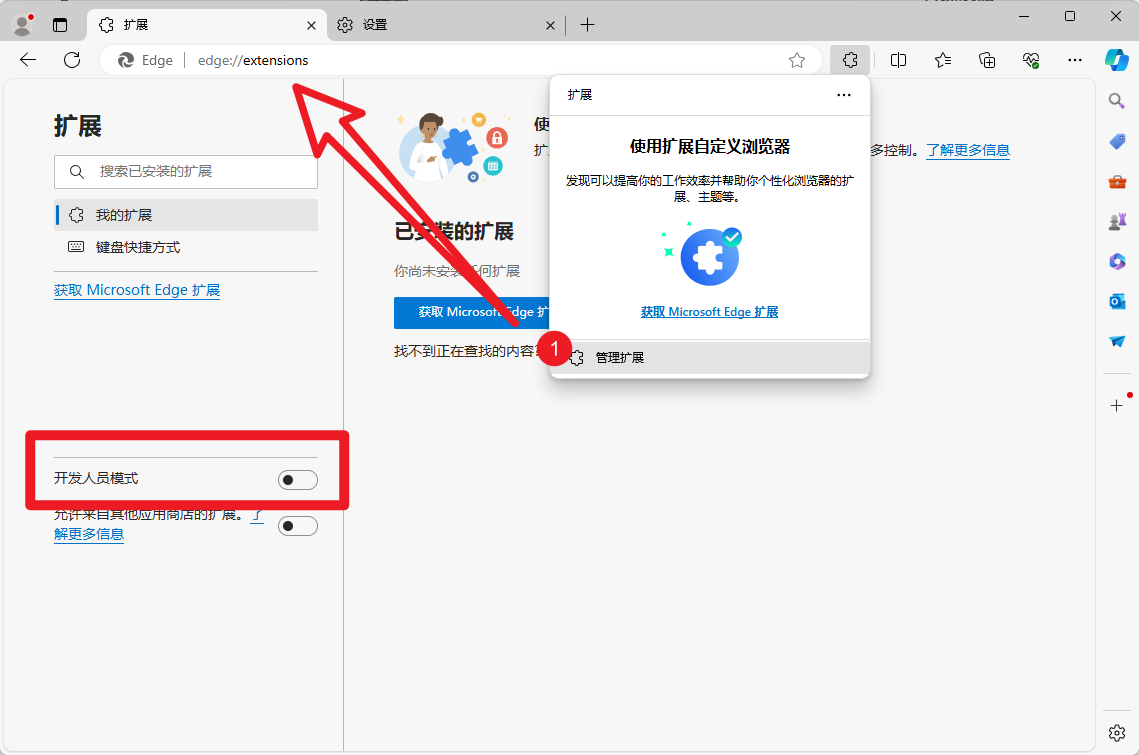 扩展
设置
Edge
edge://extensions
扩展
搜索已安装的扩展
我的扩展
键盘快捷方式
获取 Microsoft Edge 扩展
开发人员模式
允许来自其他应用商店的扩展。了
解更多信息
使
扩
多控制。了解更多信息
已安装的扩展
你尚未安装任何扩展
获取 Microsoft Edge 扩
找不到正在查找的内容?
扩展
使用扩展自定义浏览器
发现可以提高你的工作效率并帮助你个性化浏览器的扩
展、主题等。
获取 Microsoft Edge 扩展
1
管理扩展